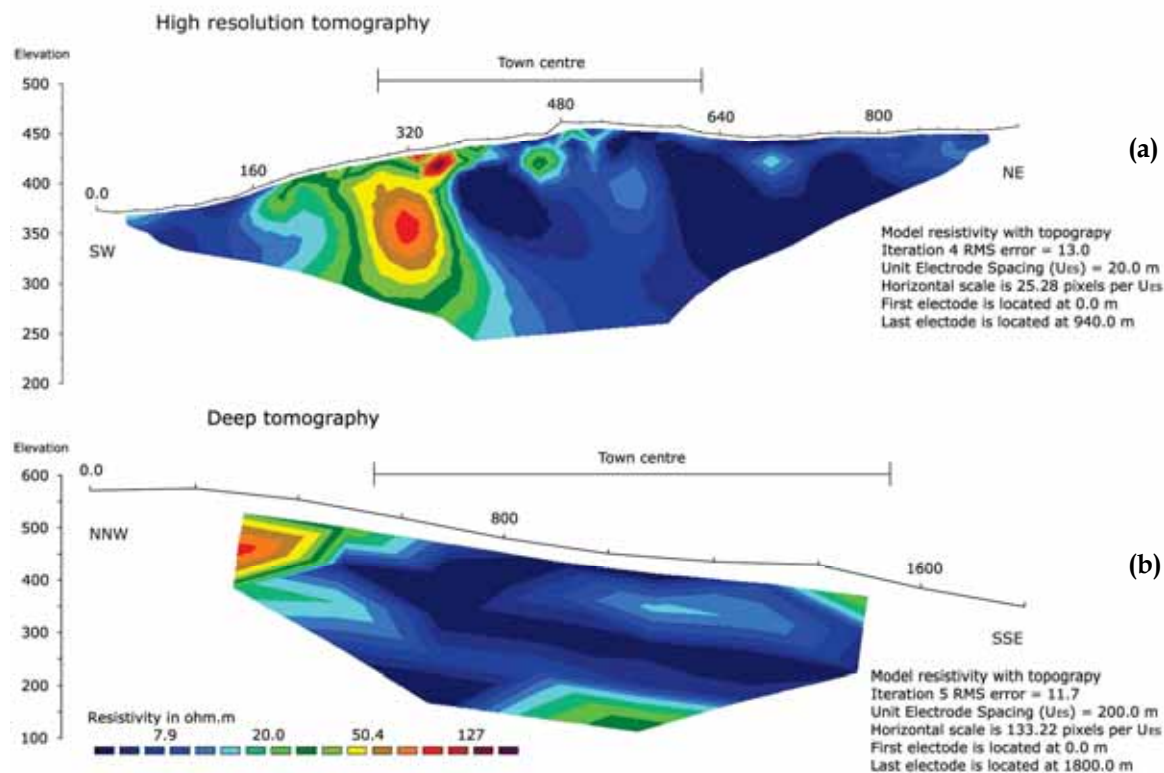 High resolution tomography
Elevation
Town centre
500
450
400
350
300
250
200
0.0
160
320
480
640
800
SW
NE
(a)
Model resistivity with topograpy
Iteration 4 RMS error = 13.0
Unit Electrode Spacing (UES) = 20.0 m
Horizontal scale is 25.28 pixels per UES
First electode is located at 0.0 m
Last electode is located at 940.0 m
Deep tomography
Elevation
Town centre
600
500
400
300
200
100
0.0
800
1600
NNW
SSE
(b)
Model resistivity with topograpy
Iteration 5 RMS error = 11.7
Unit Electrode Spacing (UES) = 200.0 m
Horizontal scale is 133.22 pixels per UES
First electode is located at 0.0 m
Last electode is located at 1800.0 m
Resistivity in ohm.m
7.9 20.0 50.4 127